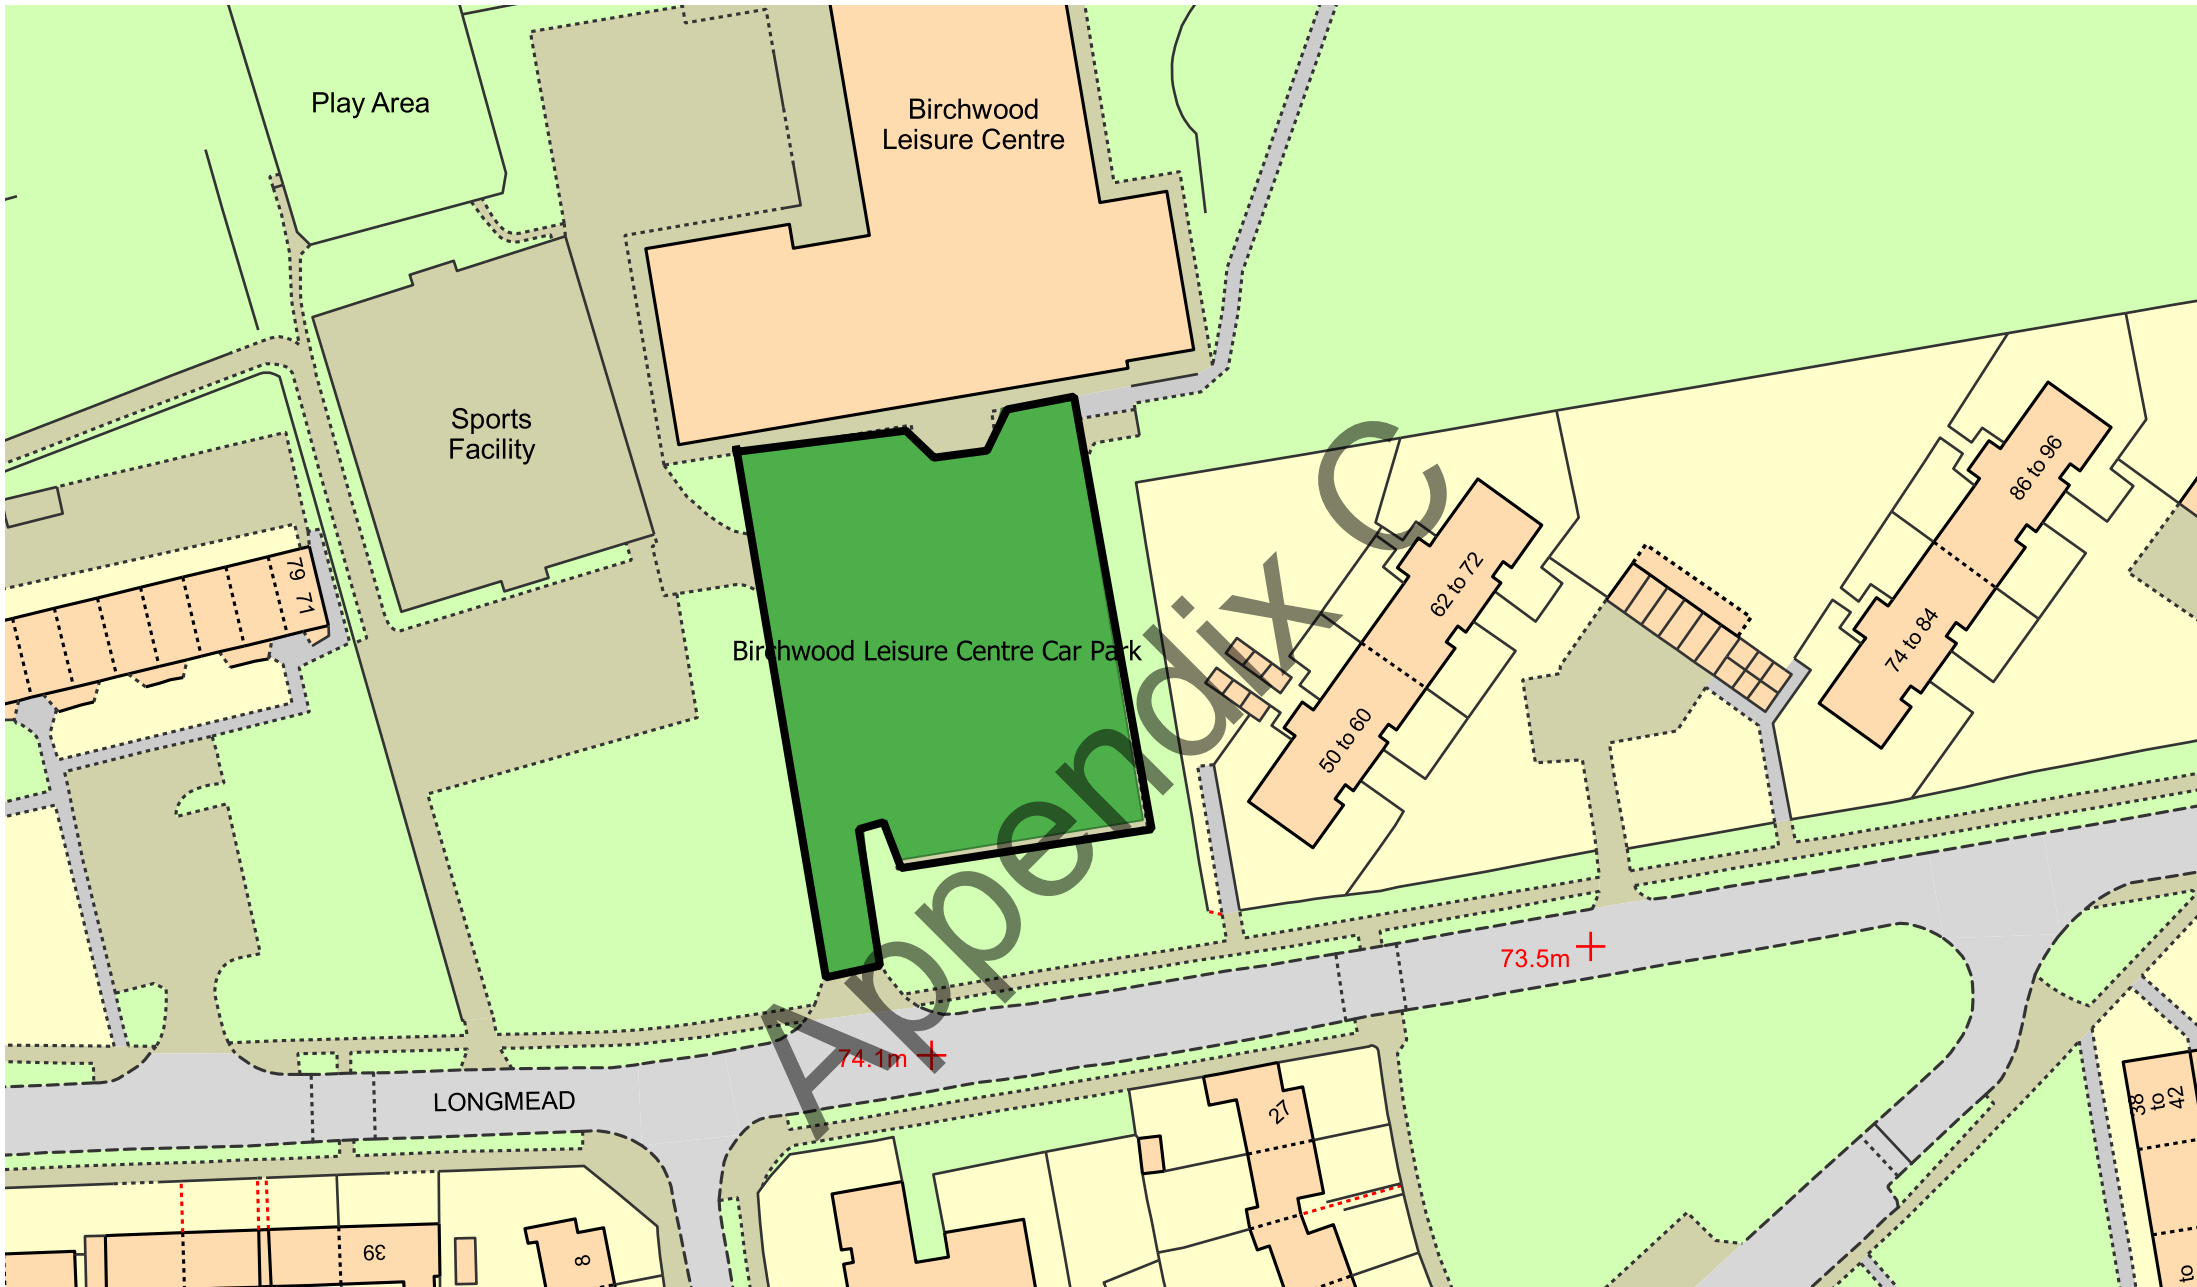 Play Area
Birchwood
Leisure Centre
Sports
Facility
86 to 96
62 to 72
79
71
74 to 84
Birchwood Leisure Centre Car Park
50 to 60
Appendix C
73.5m
74.1m
LONGMEAD
27
38
to
42
39
8
to